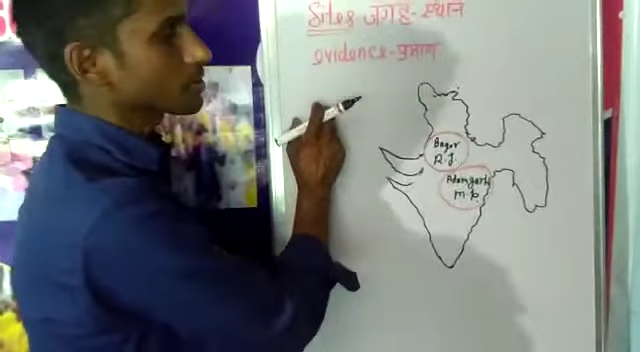 Sites जगह-स्थान
evidence-प्रमाण
Bagor
R.J.
Adamgarh
M.P.